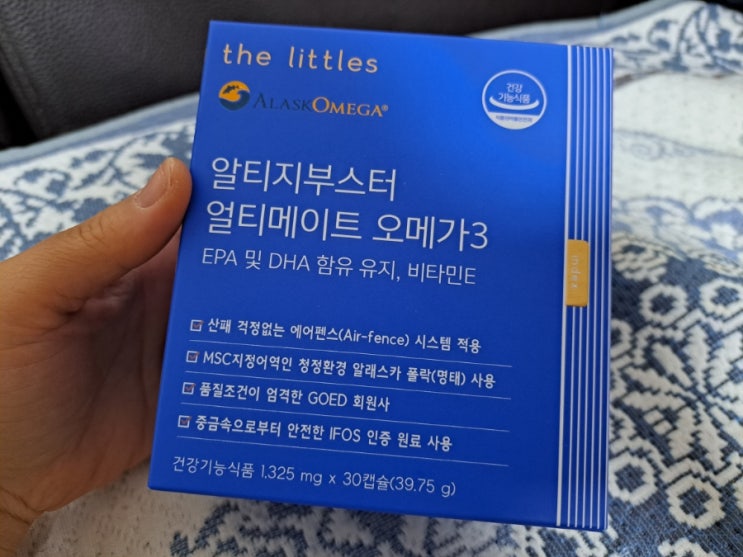 the littles
ALASKOMEGA®
건강
기능식품
알티지부스터
얼티메이트 오메가3
EPA 및 DHA 함유 유지, 비타민E
index
산패 걱정없는 에어펜스(Air-fence) 시스템 적용
MSC지정어역인 청정환경 알래스카 폴락(명태) 사용
품질조건이 엄격한 GOED 회원사
중금속으로부터 안전한 IFOS 인증 원료 사용
건강기능식품 1,325 mg x 30캡슐(39.75 g)